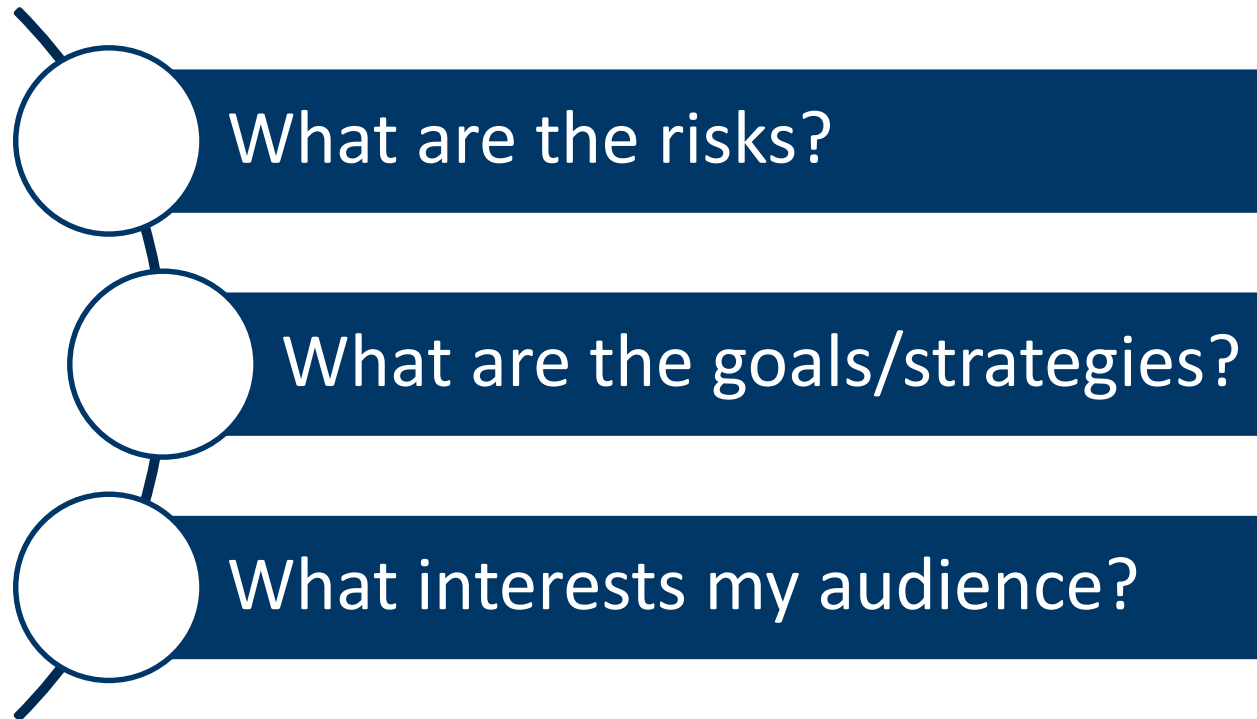 What are the risks?
What are the goals/strategies?
What interests my audience?